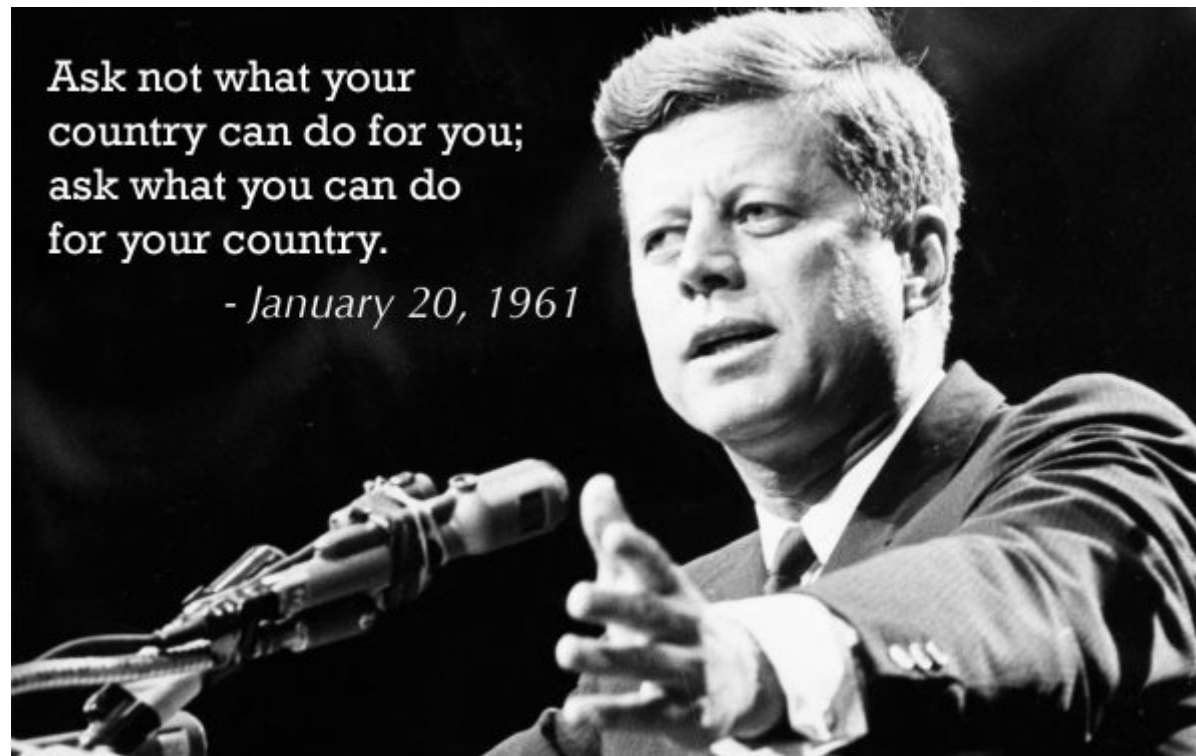 Ask not what your
country can do for you;
ask what you can do
for your country.
- January 20, 1961